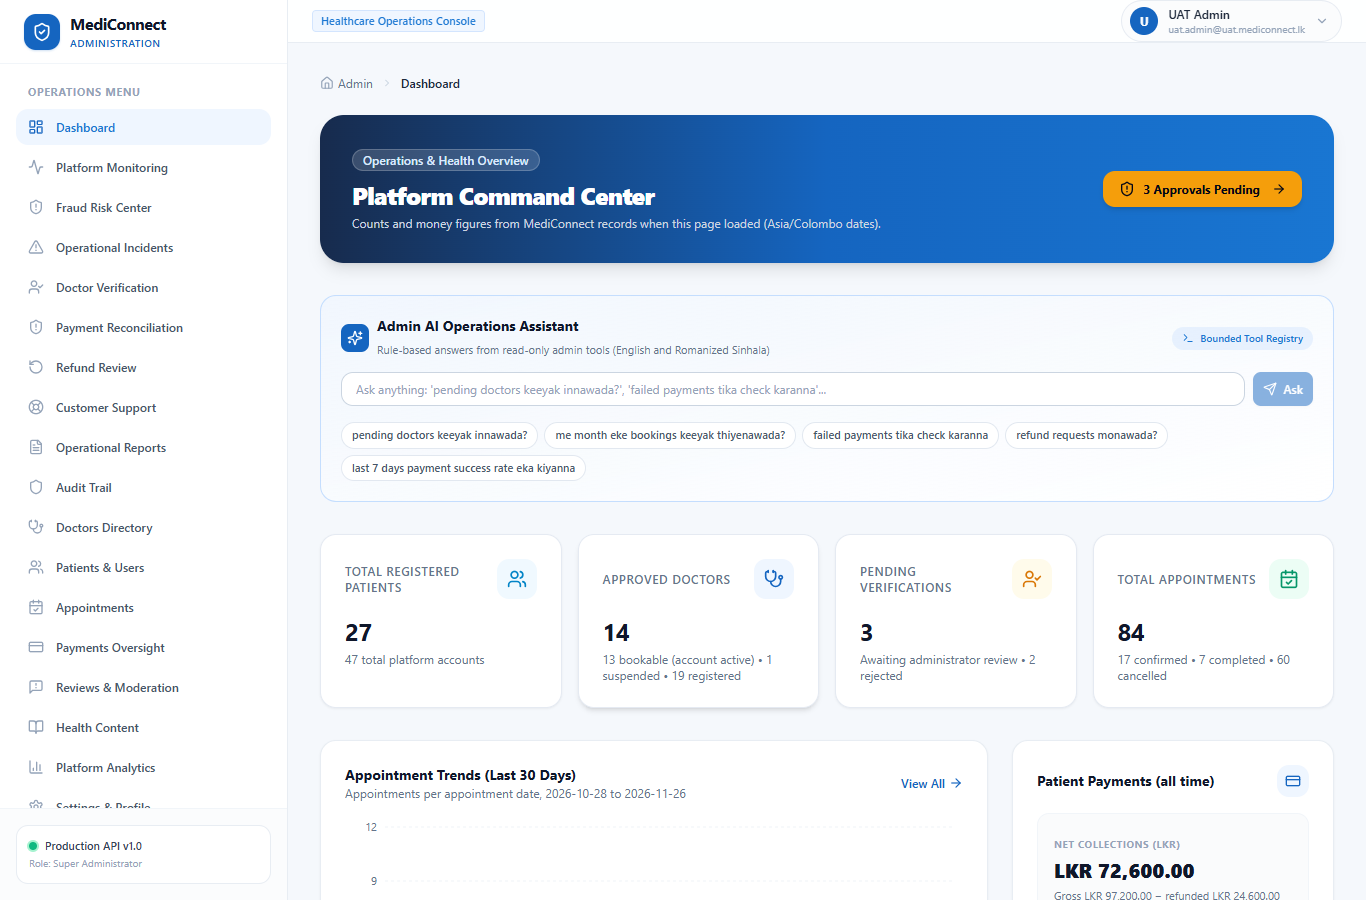 MediConnect
ADMINISTRATION
OPERATIONS MENU
Dashboard
Platform Monitoring
Fraud Risk Center
Operational Incidents
Doctor Verification
Payment Reconciliation
Refund Review
Customer Support
Operational Reports
Audit Trail
Doctors Directory
Patients & Users
Appointments
Payments Oversight
Reviews & Moderation
Health Content
Platform Analytics
Settings & Profile
Production API v1.0
Role: Super Administrator
Healthcare Operations Console
U
UAT Admin
uat.admin@uat.mediconnect.lk
Admin
Dashboard
Operations & Health Overview
Platform Command Center
Counts and money figures from MediConnect records when this page loaded (Asia/Colombo dates).
3 Approvals Pending
Admin AI Operations Assistant
Rule-based answers from read-only admin tools (English and Romanized Sinhala)
Bounded Tool Registry
Ask anything: 'pending doctors keeyak innawada?', 'failed payments tika check karanna'...
Ask
pending doctors keeyak innawada?
me month eke bookings keeyak thiyenawada?
failed payments tika check karanna
refund requests monawada?
last 7 days payment success rate eka kiyanna
TOTAL REGISTERED
PATIENTS
27
47 total platform accounts
APPROVED DOCTORS
14
13 bookable (account active) • 1
suspended • 19 registered
PENDING
VERIFICATIONS
3
Awaiting administrator review • 2
rejected
TOTAL APPOINTMENTS
84
17 confirmed • 7 completed • 60
cancelled
Appointment Trends (Last 30 Days)
Appointments per appointment date, 2026-10-28 to 2026-11-26
View All
12
9
Patient Payments (all time)
NET COLLECTIONS (LKR)
LKR 72,600.00
Gross LKR 97,200.00 − refunded LKR 24,600.00